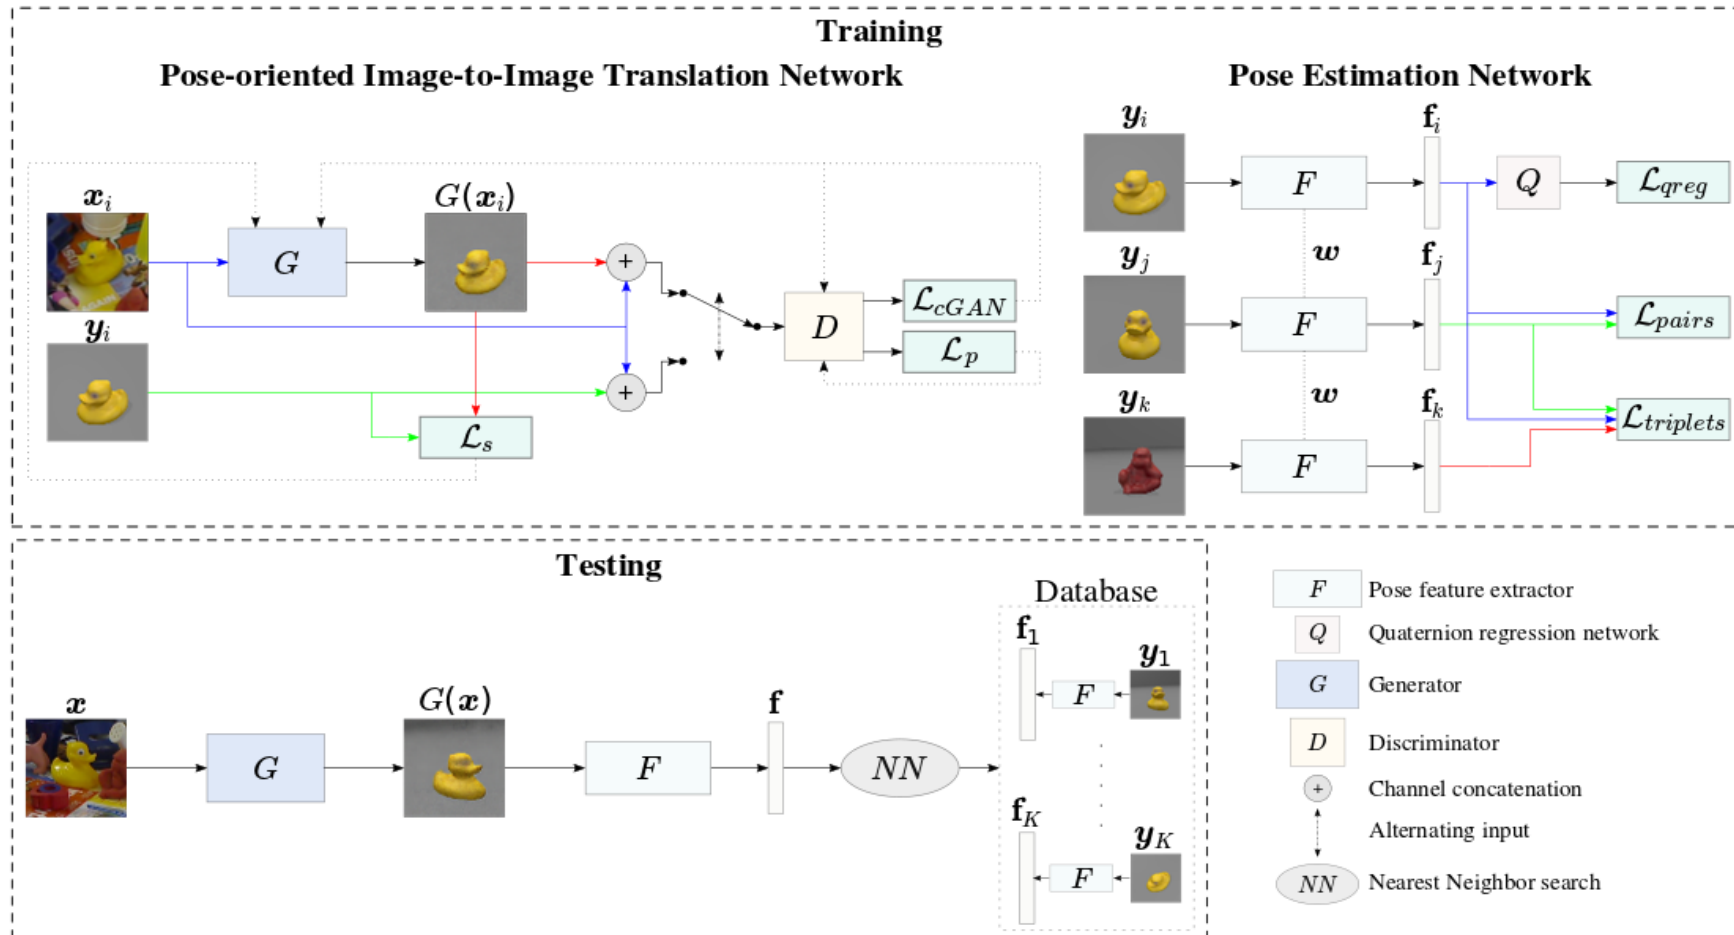 Training
Pose-oriented Image-to-Image Translation Network
x_i
G(x_i)
G
y_i
+
+
D
L_cGAN
L_p
L_s
Pose Estimation Network
y_i
F
f_i
Q
L_qreg
w
y_j
F
f_j
L_pairs
w
y_k
F
f_k
L_triplets
Testing
x
G
G(x)
F
f
NN
Database
f_1
F
y_1
f_K
F
y_K
F Pose feature extractor
Q Quaternion regression network
G Generator
D Discriminator
+ Channel concatenation
Alternating input
NN Nearest Neighbor search